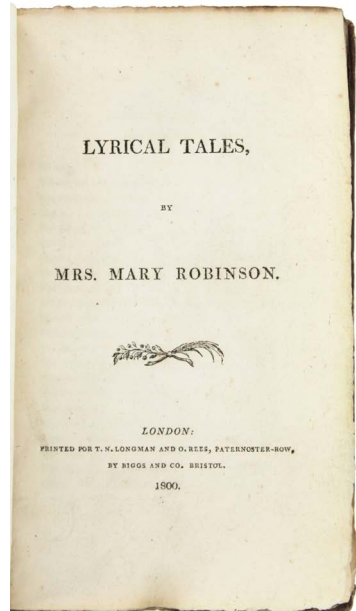 LYRICAL TALES,
BY
MRS. MARY ROBINSON.
LONDON:
PRINTED FOR T. N. LONGMAN AND O. REES, PATERNOSTER-ROW,
BY BIGGS AND CO. BRISTOL.
1800.